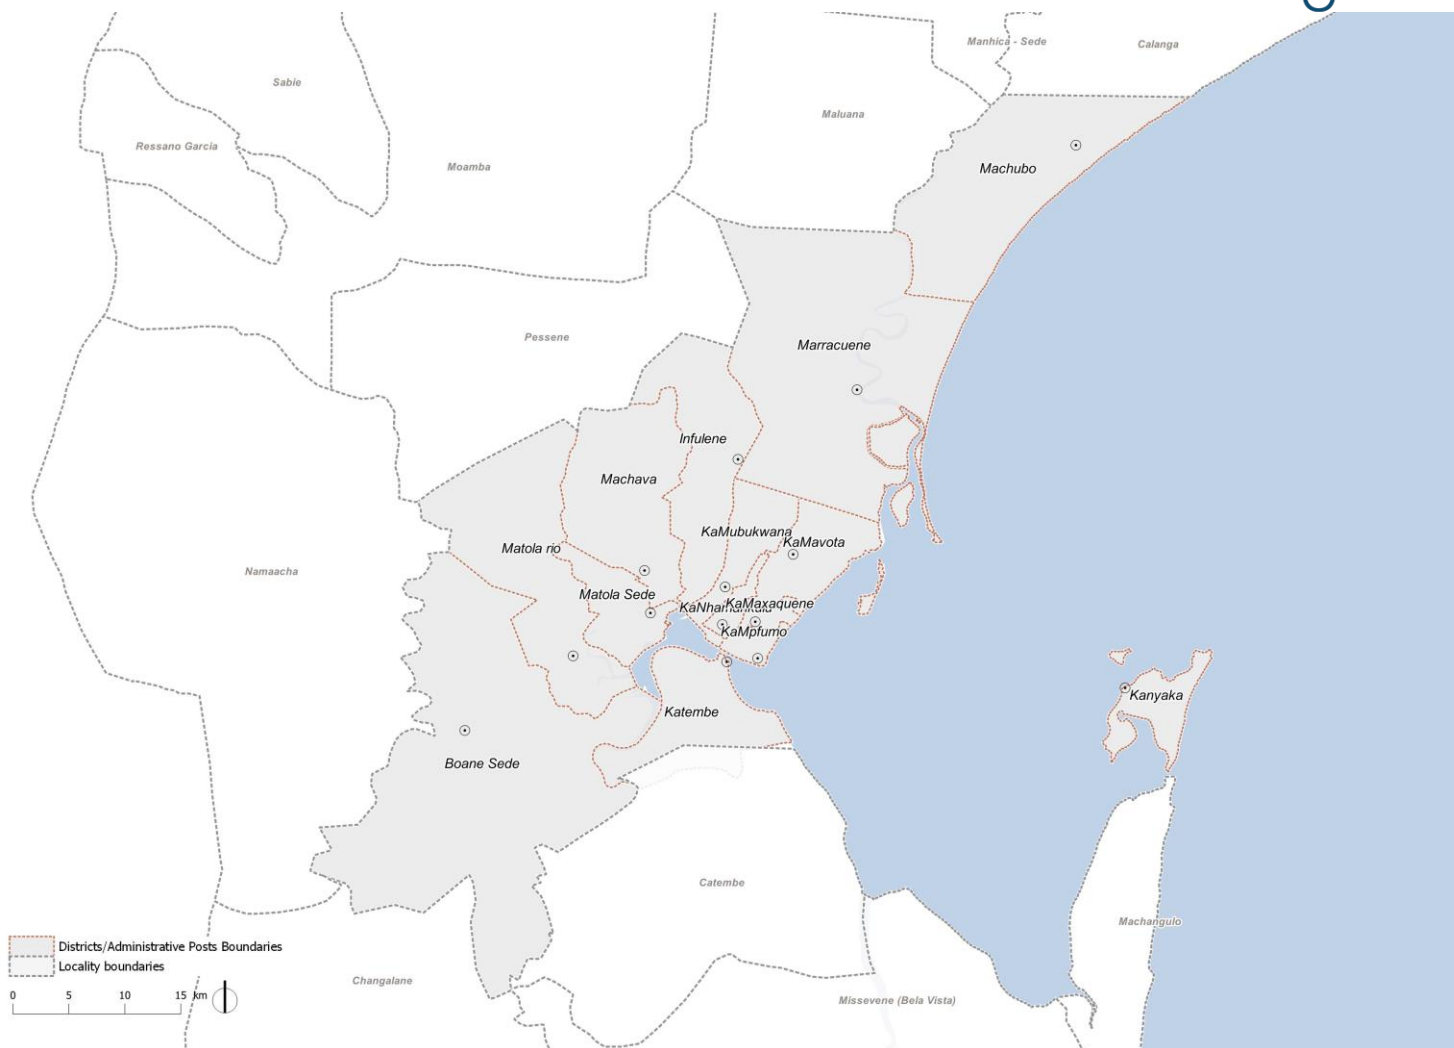 Manhica - Sede
Calanga
Sabie
Maluana
Ressano Garcia
Moamba
Machubo
Pessene
Marracuene
Infulene
Machava
KaMubukwana
KaMavota
Matola rio
Namaacha
Matola Sede
KaMaxaquene
KaMpfumo
Kanyaka
Katembe
Boane Sede
Catembe
Machangulo
Districts/Administrative Posts Boundaries
Locality boundaries
Changalane
0 5 10 15 km
Missevene (Bela Vista)